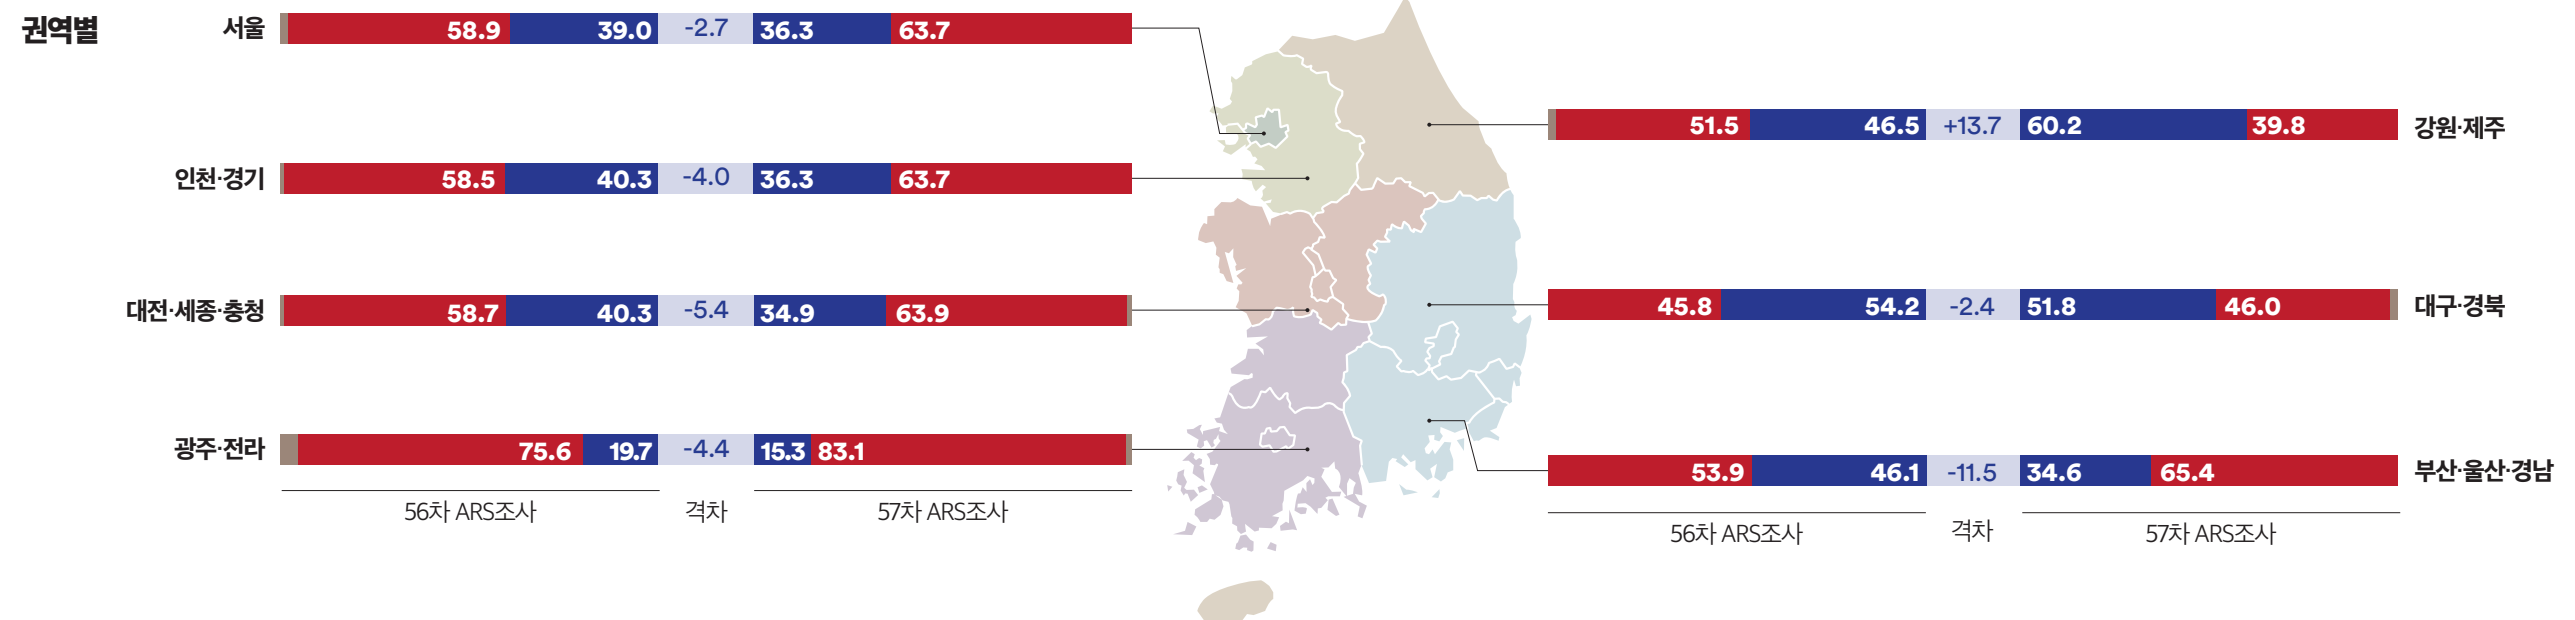 권역별
서울 58.9 39.0 -2.7 36.3 63.7
인천·경기 58.5 40.3 -4.0 36.3 63.7
대전·세종·충청 58.7 40.3 -5.4 34.9 63.9
광주·전라 75.6 19.7 -4.4 15.3 83.1
56차 ARS조사 격차 57차 ARS조사
51.5 46.5 +13.7 60.2 39.8 강원·제주
45.8 54.2 -2.4 51.8 46.0 대구·경북
53.9 46.1 -11.5 34.6 65.4 부산·울산·경남
56차 ARS조사 격차 57차 ARS조사